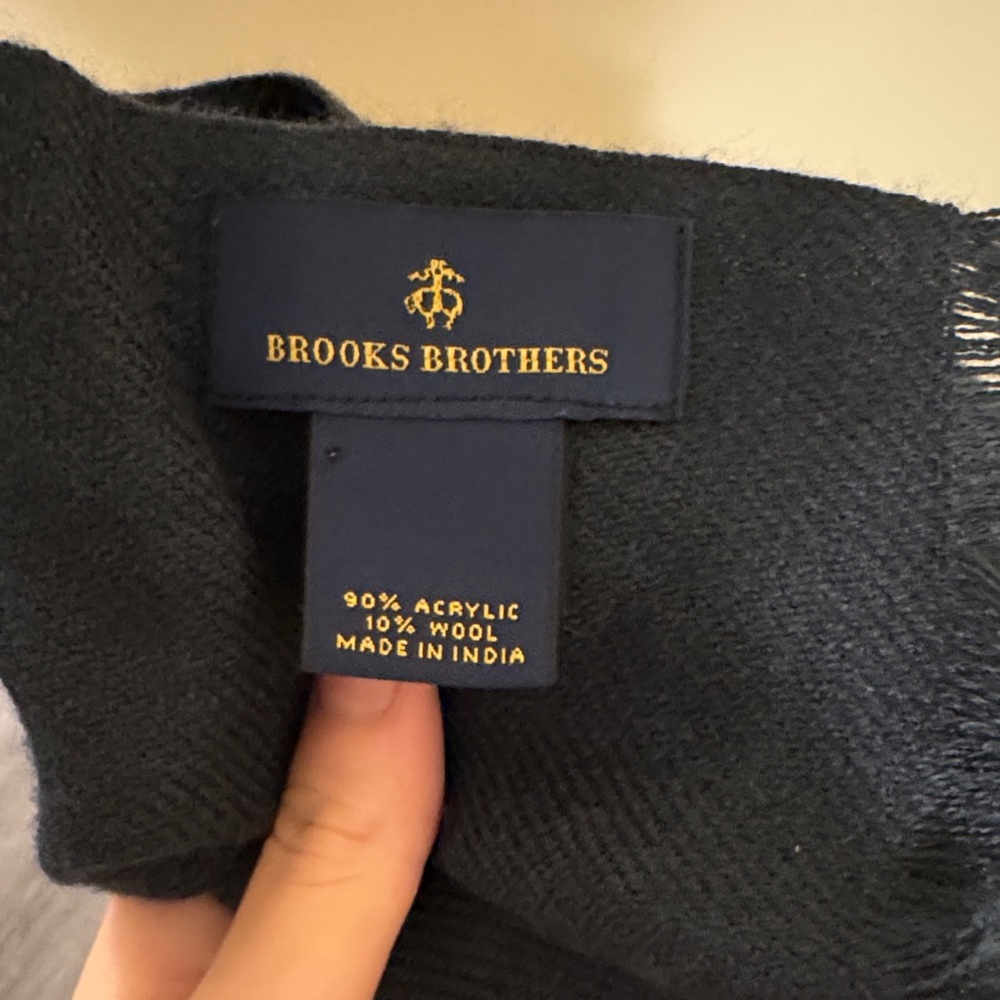 BROOKS BROTHERS
90% ACRYLIC
10% WOOL
MADE IN INDIA